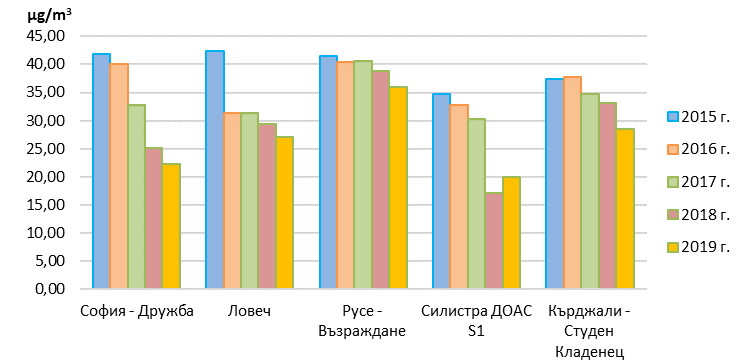 µg/m³
45,00
40,00
35,00
30,00
25,00
20,00
15,00
10,00
5,00
0,00
София - Дружба
Ловеч
Русе -
Възраждане
Силистра ДОАС
S1
Кърджали -
Студен
Кладенец
2015 г.
2016 г.
2017 г.
2018 г.
2019 г.